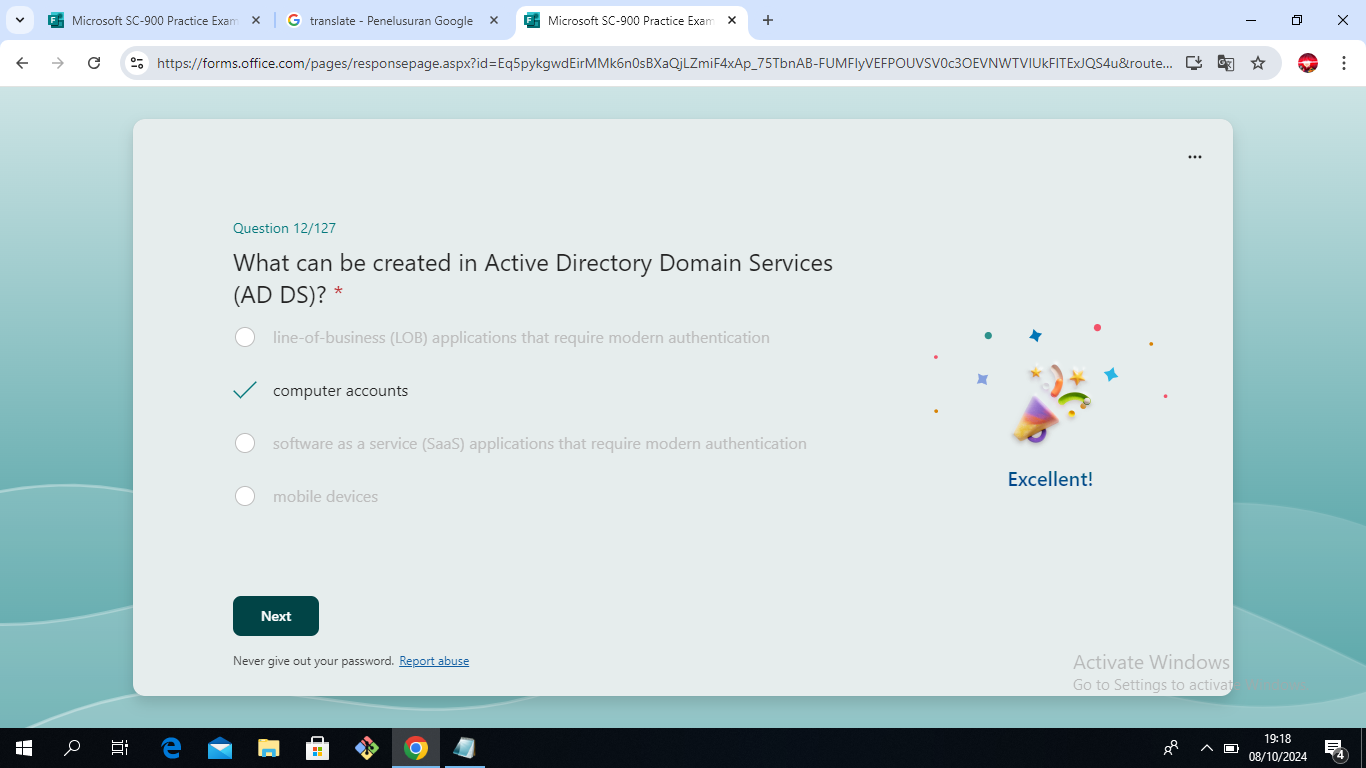 Microsoft SC-900 Practice Exam
translate - Penelusuran Google
Microsoft SC-900 Practice Exam
https://forms.office.com/pages/responsepage.aspx?id=Eq5pykgwdEirMMk6n0sBXaQjLZmiF4xAp_75TbnAB-FUMFIyVEFPOUVSV0c3OEVNWTVIUkFITExJQS4u&route...
Question 12/127
What can be created in Active Directory Domain Services
(AD DS)? *
line-of-business (LOB) applications that require modern authentication
computer accounts
software as a service (SaaS) applications that require modern authentication
mobile devices
Excellent!
Next
Never give out your password. Report abuse
Activate Windows
Go to Settings to activate
19:18
08/10/2024
4